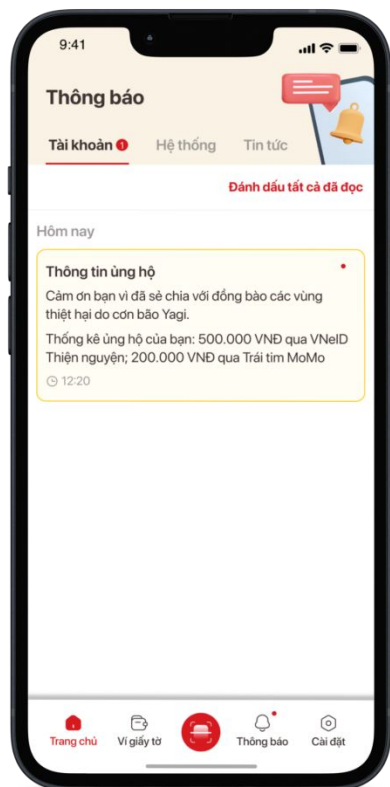 9:41
Thông báo
Tài khoản 1 Hệ thống Tin tức
Đánh dấu tất cả đã đọc
Hôm nay
Thông tin ủng hộ
Cảm ơn bạn vì đã sẻ chia với đồng bào các vùng
thiệt hại do cơn bão Yagi.
Thống kê ủng hộ của bạn: 500.000 VNĐ qua VNeID
Thiện nguyện; 200.000 VNĐ qua Trái tim MoMo
12:20
Trang chủ Ví giấy tờ Thông báo Cài đặt